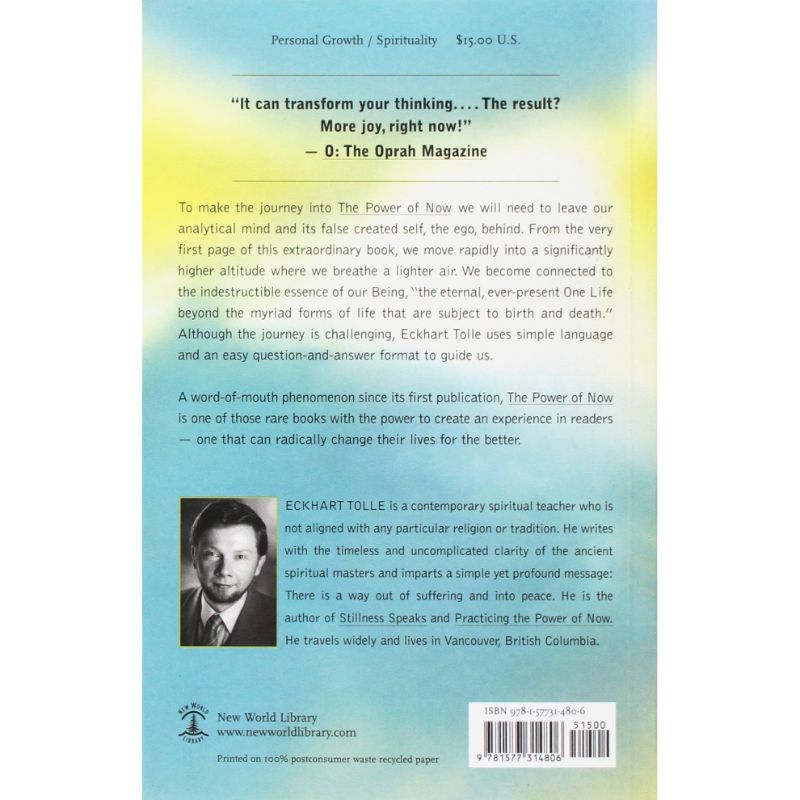 Personal Growth / Spirituality $15.00 U.S.
“It can transform your thinking.... The result?
More joy, right now!”
— O: The Oprah Magazine
To make the journey into The Power of Now we will need to leave our
analytical mind and its false created self, the ego, behind. From the very
first page of this extraordinary book, we move rapidly into a significantly
higher altitude where we breathe a lighter air. We become connected to
the indestructible essence of our Being, “the eternal, ever-present One Life
beyond the myriad forms of life that are subject to birth and death.”
Although the journey is challenging, Eckhart Tolle uses simple language
and an easy question-and-answer format to guide us.
A word-of-mouth phenomenon since its first publication, The Power of Now
is one of those rare books with the power to create an experience in readers
— one that can radically change their lives for the better.
ECKHART TOLLE is a contemporary spiritual teacher who is
not aligned with any particular religion or tradition. He writes
with the timeless and uncomplicated clarity of the ancient
spiritual masters and imparts a simple yet profound message:
There is a way out of suffering and into peace. He is the
author of Stillness Speaks and Practicing the Power of Now.
He travels widely and lives in Vancouver, British Columbia.
NEW WORLD
LIBRARY
New World Library
www.newworldlibrary.com
Printed on 100% postconsumer waste recycled paper
ISBN 978-1-57731-480-6
51500
9 781577 314806